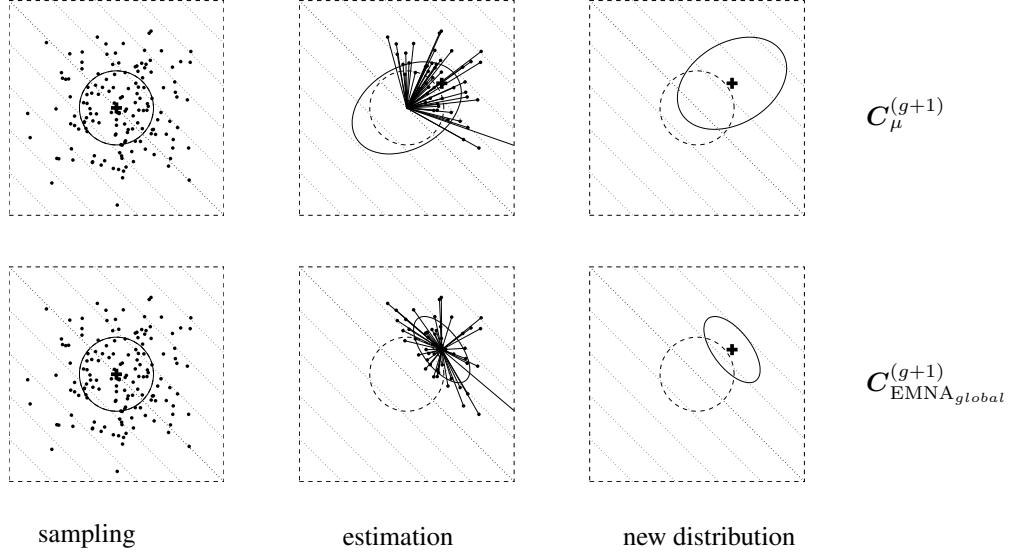 C_μ^(g+1)
C_EMNA_global^(g+1)
sampling
estimation
new distribution